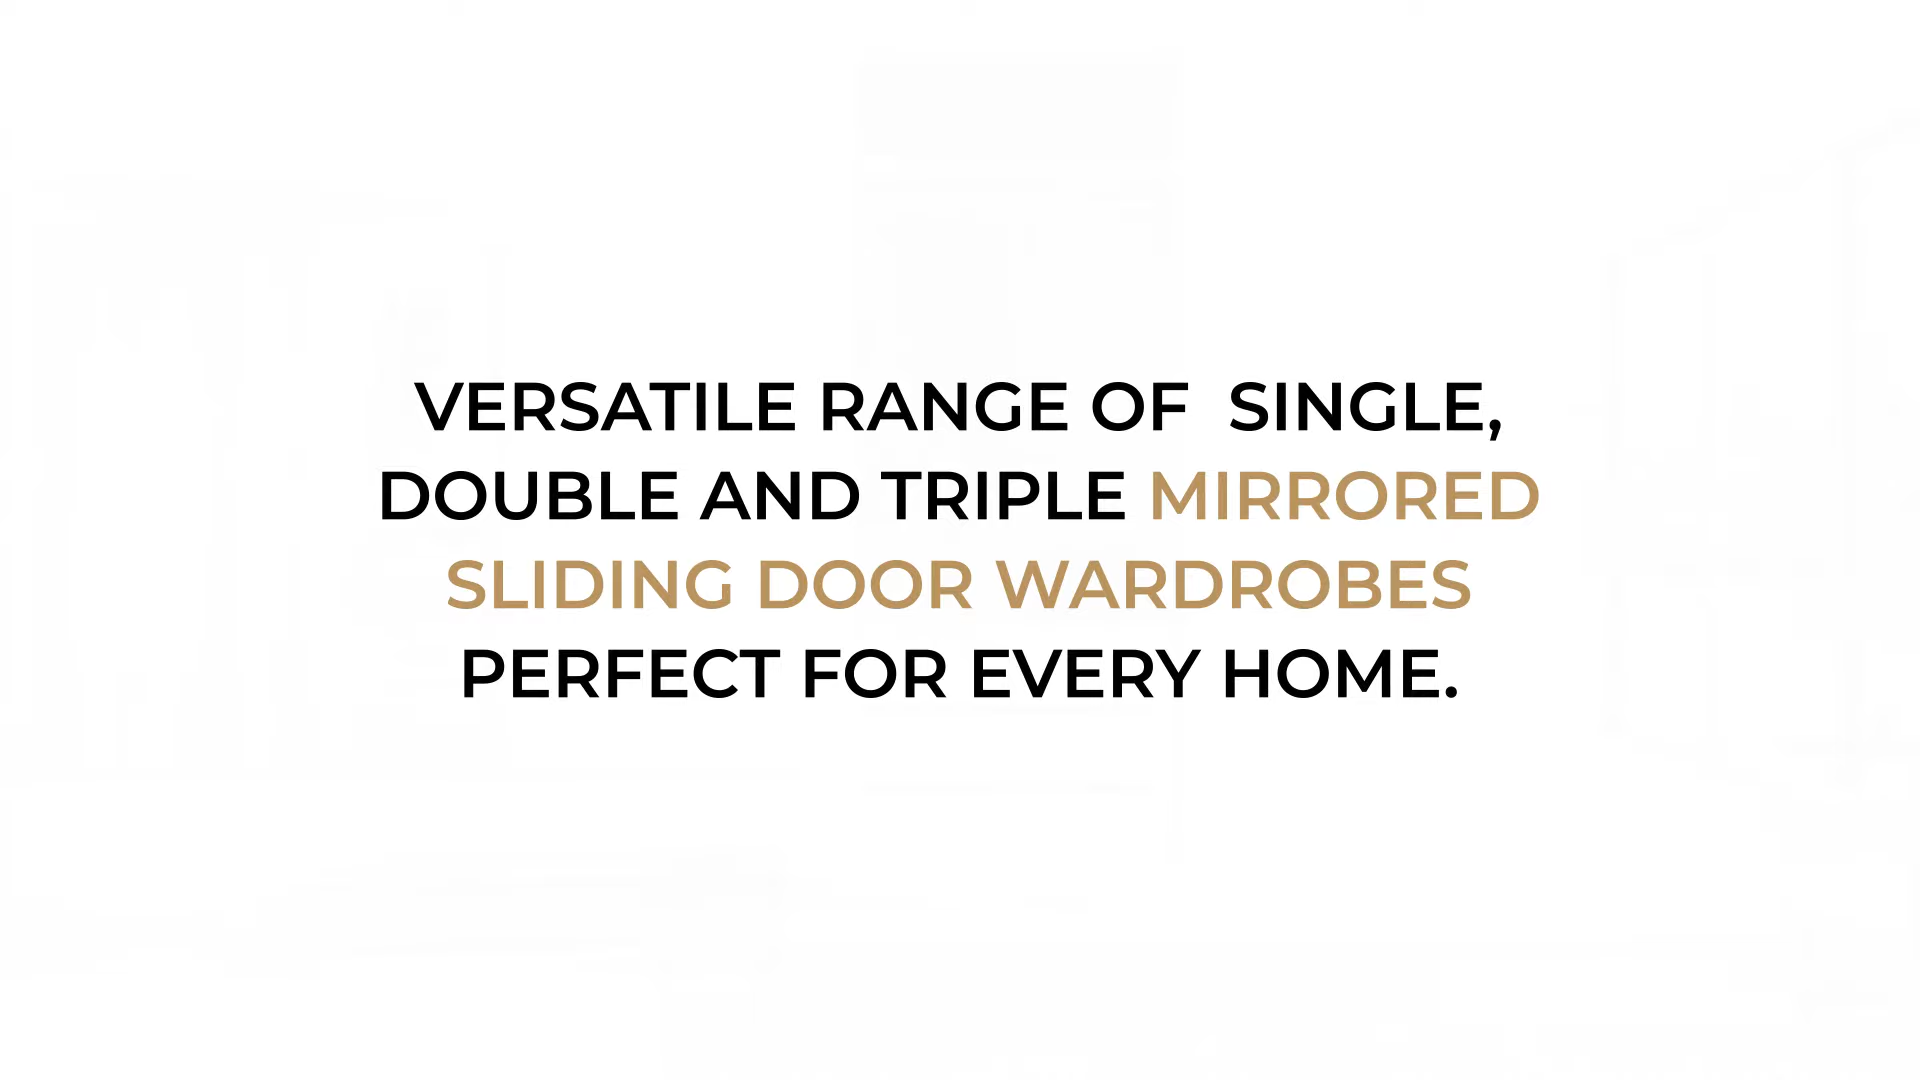 VERSATILE RANGE OF  SINGLE,
DOUBLE AND TRIPLE MIRRORED
SLIDING DOOR WARDROBES
PERFECT FOR EVERY HOME.